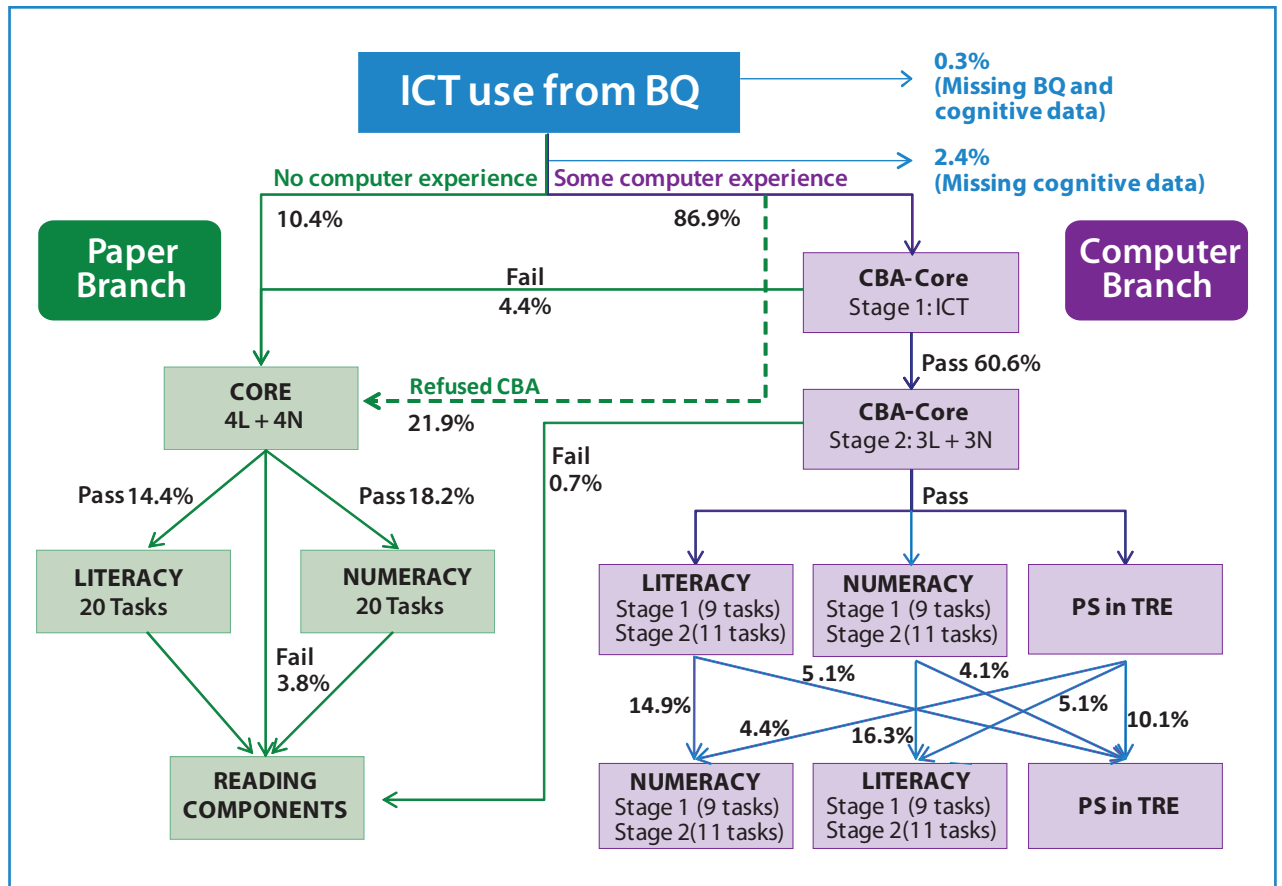 ICT use from BQ
0.3%
(Missing BQ and
cognitive data)
2.4%
(Missing cognitive data)
No computer experience
Some computer experience
10.4%
86.9%
Paper
Branch
Computer
Branch
Fail
4.4%
CBA-Core
Stage 1: ICT
Pass 60.6%
CORE
4L + 4N
Refused CBA
21.9%
CBA-Core
Stage 2: 3L + 3N
Fail
0.7%
Pass 14.4%
Pass 18.2%
Pass
LITERACY
20 Tasks
NUMERACY
20 Tasks
LITERACY
Stage 1 (9 tasks)
Stage 2 (11 tasks)
NUMERACY
Stage 1 (9 tasks)
Stage 2 (11 tasks)
PS in TRE
Fail
3.8%
5.1%
4.1%
14.9%
4.4%
16.3%
5.1%
10.1%
READING
COMPONENTS
NUMERACY
Stage 1 (9 tasks)
Stage 2 (11 tasks)
LITERACY
Stage 1 (9 tasks)
Stage 2 (11 tasks)
PS in TRE